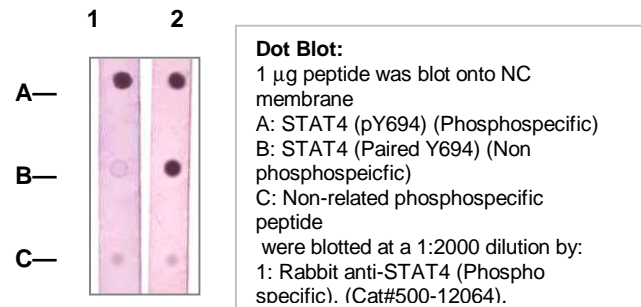 1 2
A—
B—
C—
Dot Blot:
1 μg peptide was blot onto NC
membrane
A: STAT4 (pY694) (Phosphospecific)
B: STAT4 (Paired Y694) (Non
phosphospeicfic)
C: Non-related phosphospecific
peptide
were blotted at a 1:2000 dilution by:
1: Rabbit anti-STAT4 (Phospho
specific), (Cat#500-12064).